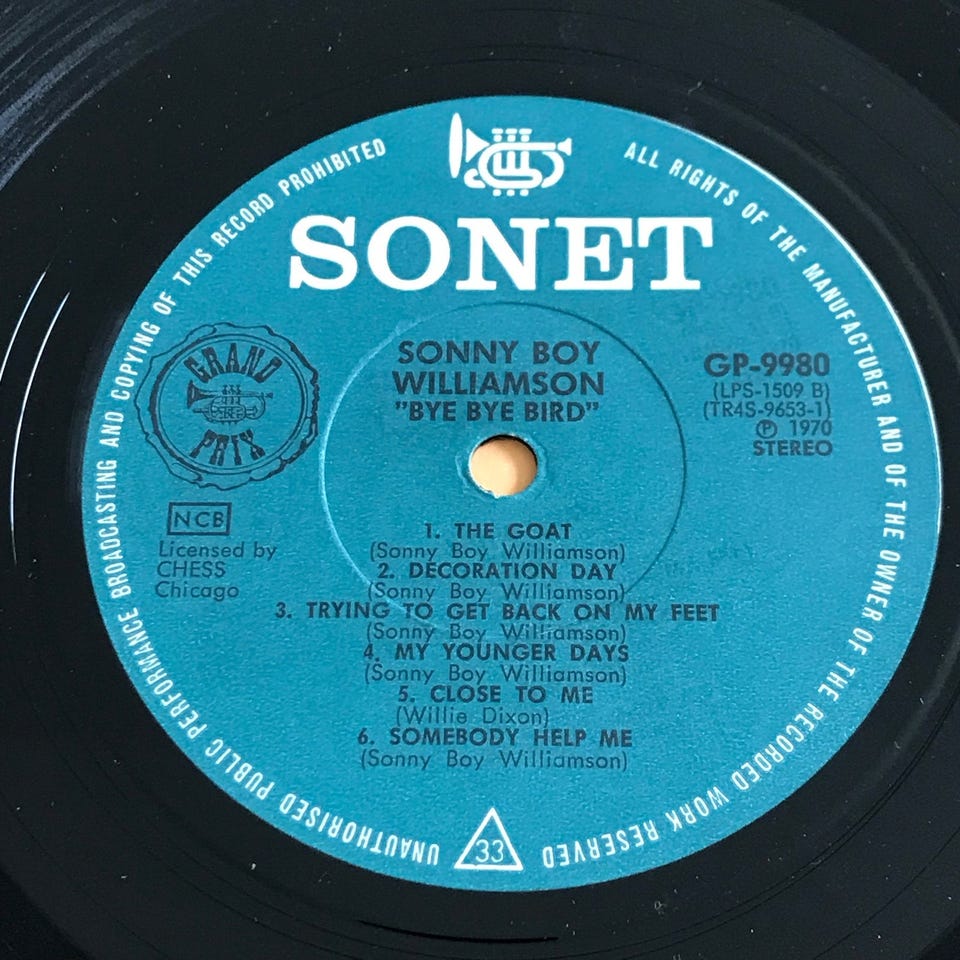 SONET
SONNY BOY
WILLIAMSON
"BYE BYE BIRD"
GP-9980
(LPS-1509 B)
(TR4S-9653-1)
Ⓟ 1970
STEREO
GRAND
PRIX
NCB
Licensed by
CHESS
Chicago
1. THE GOAT
(Sonny Boy Williamson)
2. DECORATION DAY
(Sonny Boy Williamson)
3. TRYING TO GET BACK ON MY FEET
(Sonny Boy Williamson)
4. MY YOUNGER DAYS
(Sonny Boy Williamson)
5. CLOSE TO ME
(Willie Dixon)
6. SOMEBODY HELP ME
(Sonny Boy Williamson)
ALL RIGHTS OF THE MANUFACTURER AND OF THE OWNER OF THE RECORDED WORK RESERVED
33
UNAUTHORISED PUBLIC PERFORMANCE BROADCASTING AND COPYING OF THIS RECORD PROHIBITED